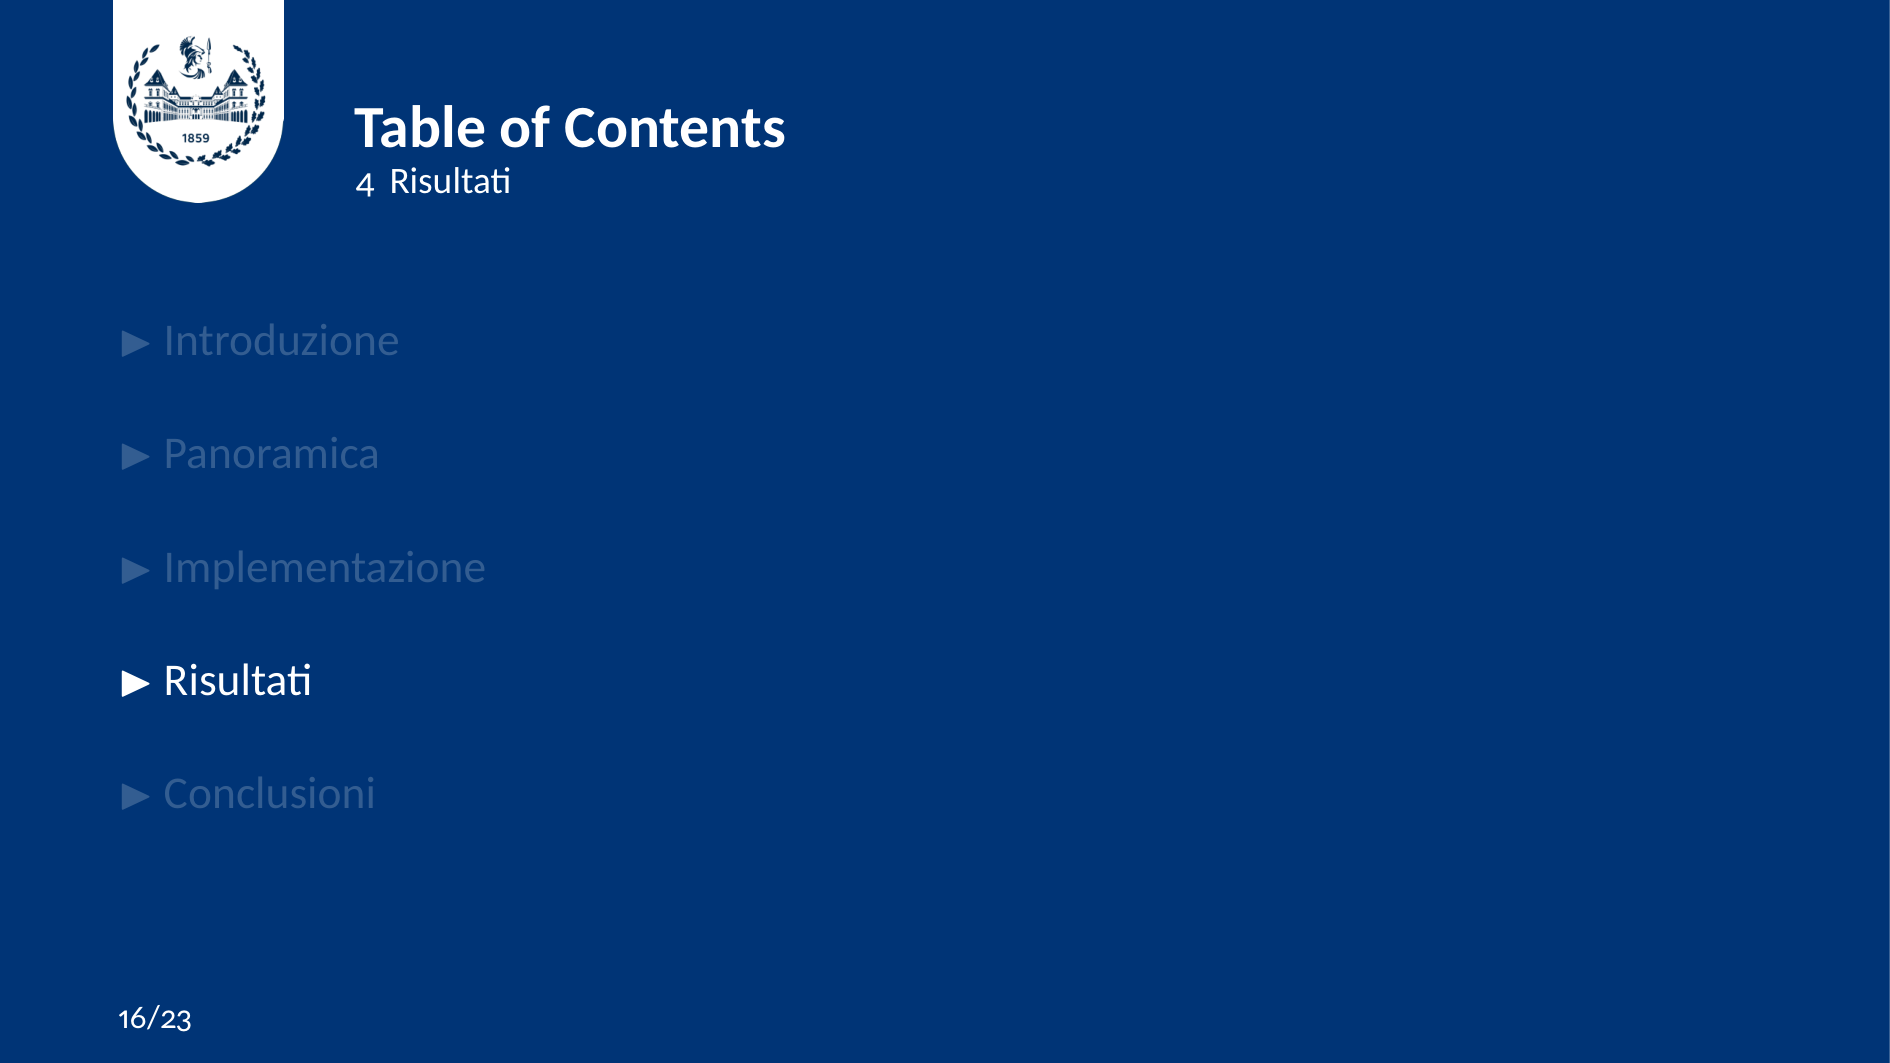 1859
Table of Contents
4 Risultati
▶ Introduzione
▶ Panoramica
▶ Implementazione
▶ Risultati
▶ Conclusioni
16/23